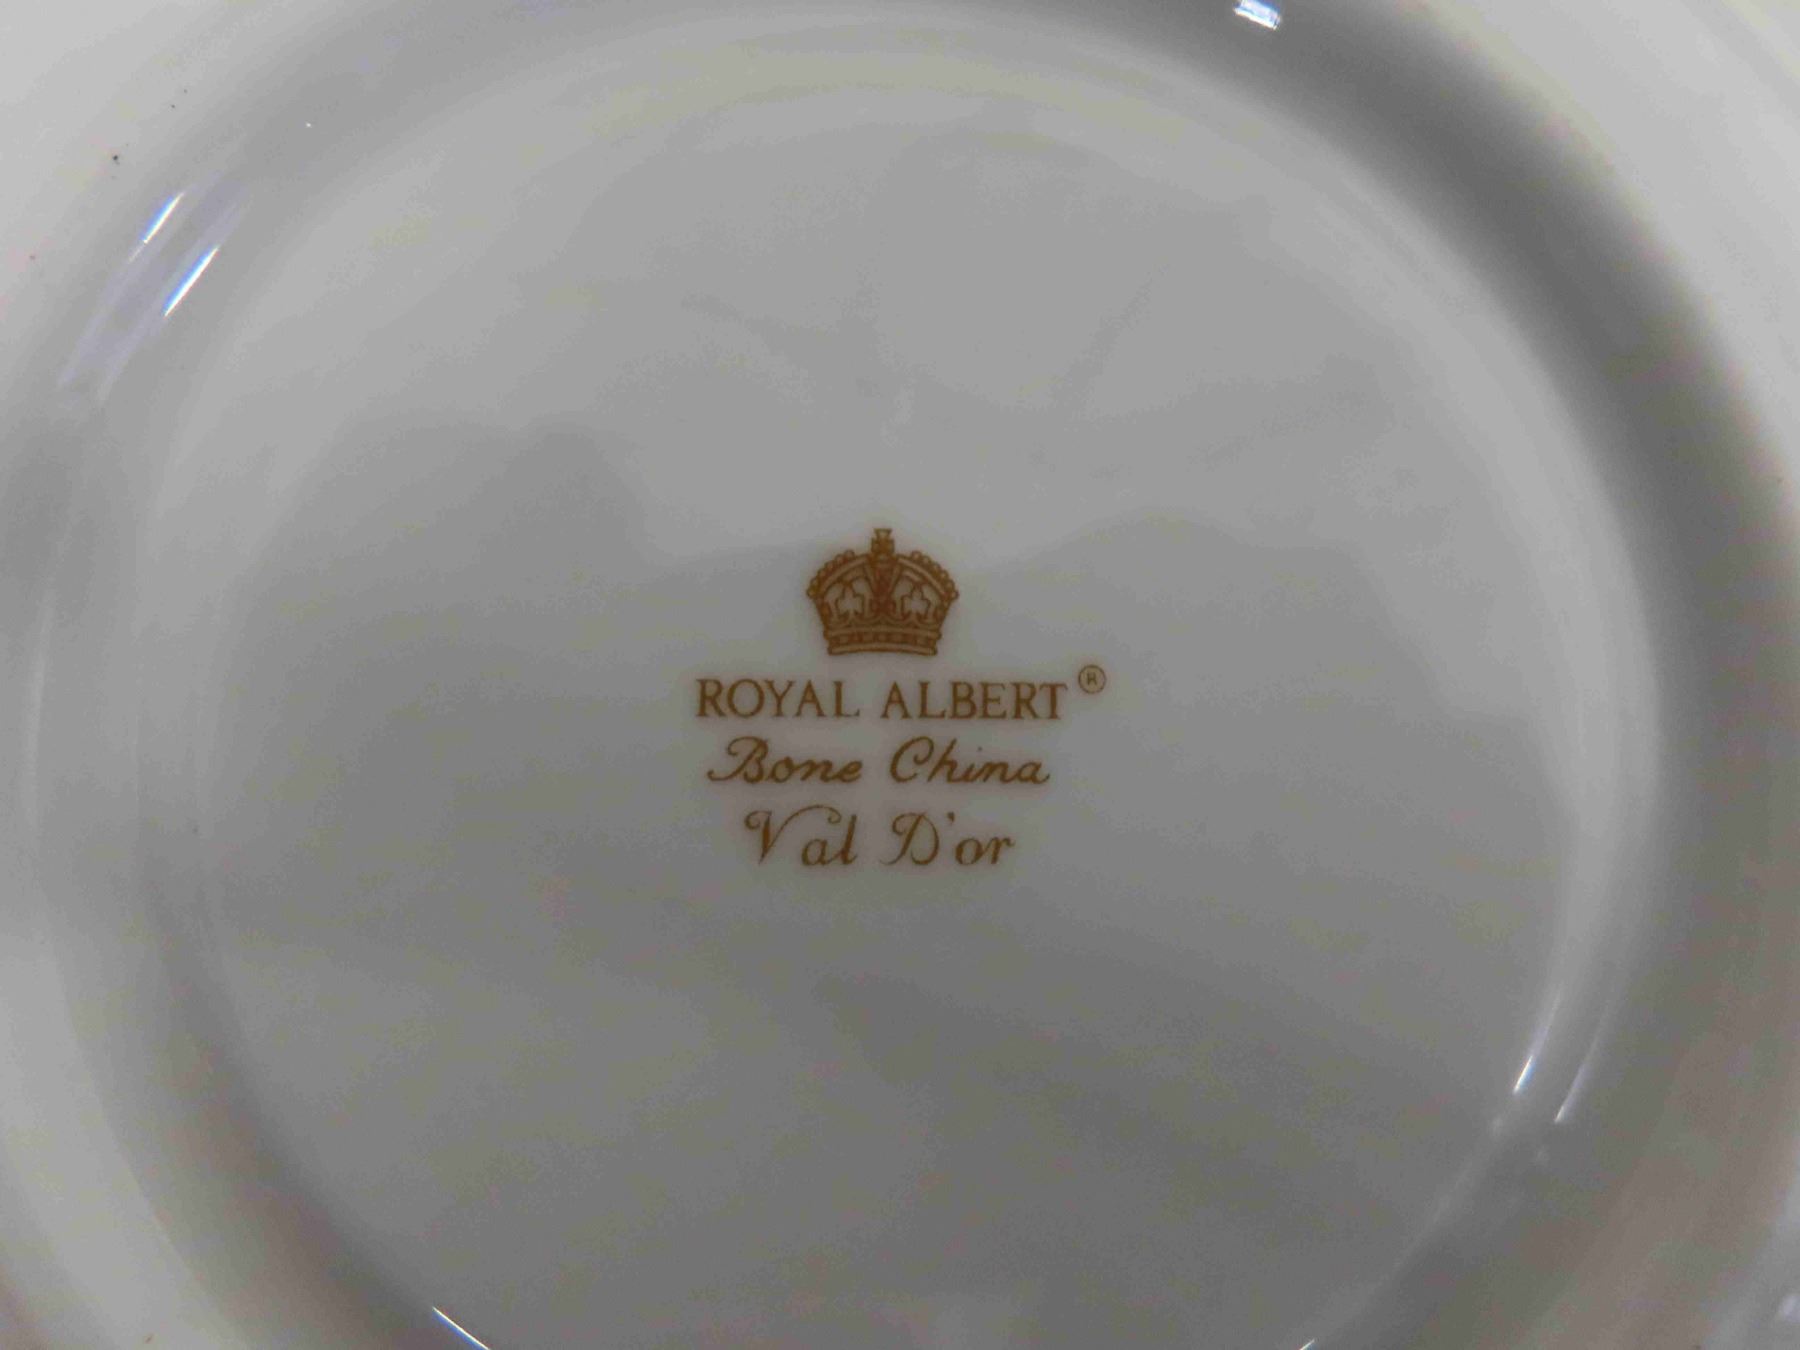 ROYAL ALBERT®
Bone China
Val D'or